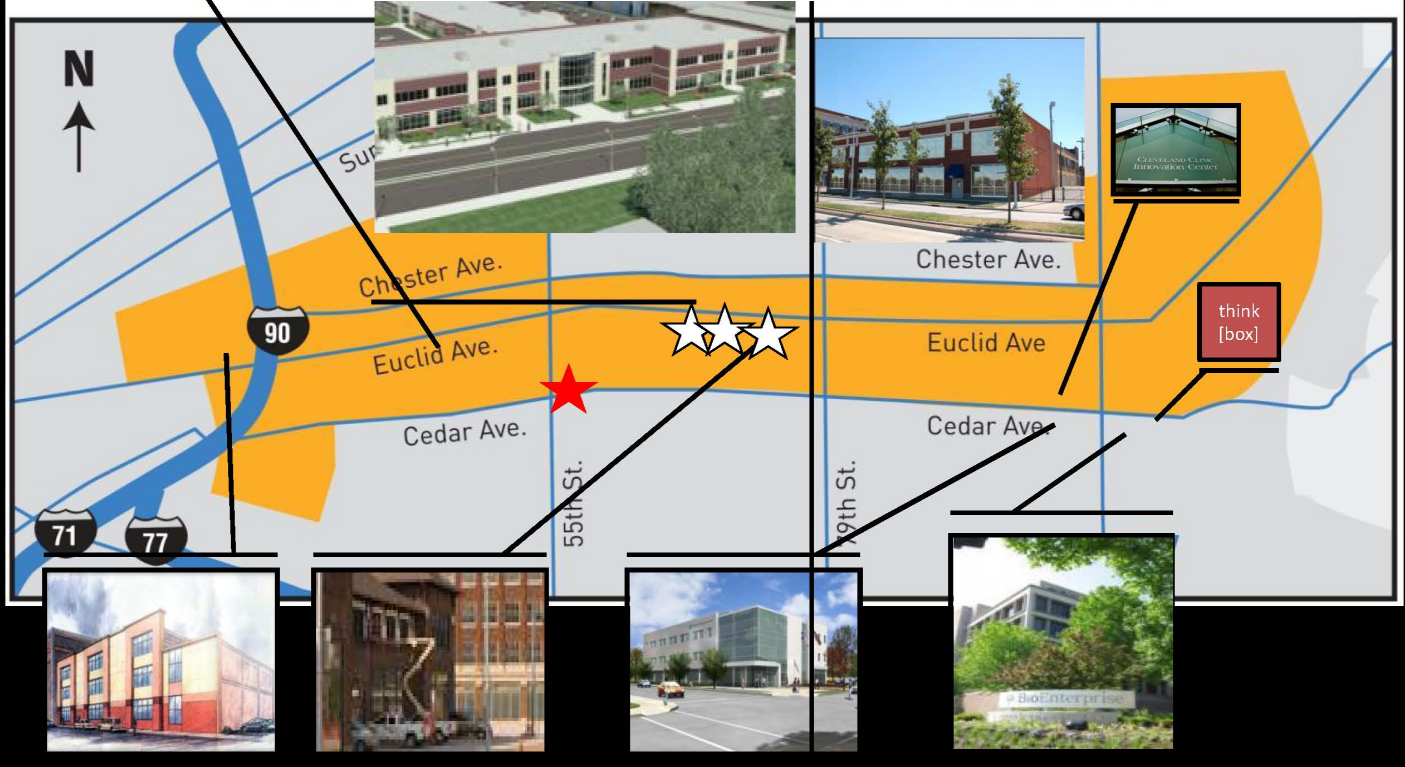 N
Sur
CLEVELAND CLINIC
Innovation Center
Chester Ave.
Chester Ave.
think
[box]
90
Euclid Ave.
Euclid Ave
Cedar Ave.
Cedar Ave.
55th St.
79th St.
71
77
BioEnterprise